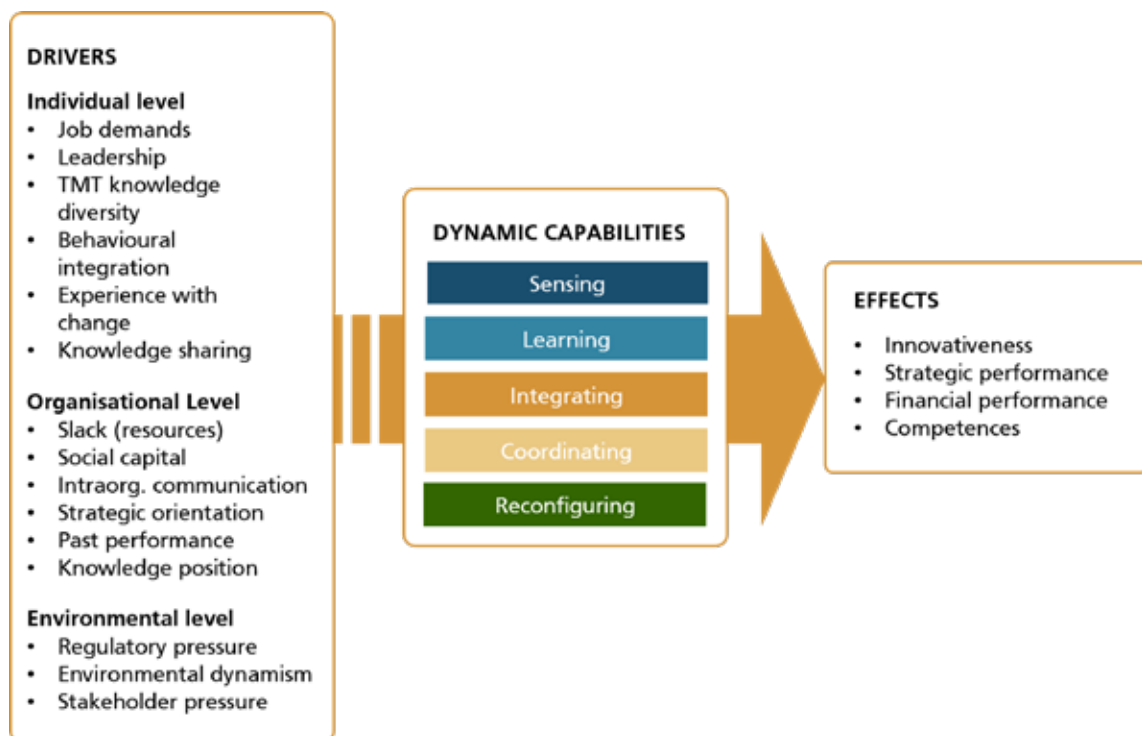 DRIVERS
Individual level
• Job demands
• Leadership
• TMT knowledge
diversity
• Behavioural
integration
• Experience with
change
• Knowledge sharing
Organisational Level
• Slack (resources)
• Social capital
• Intraorg. communication
• Strategic orientation
• Past performance
• Knowledge position
Environmental level
• Regulatory pressure
• Environmental dynamism
• Stakeholder pressure
DYNAMIC CAPABILITIES
Sensing
Learning
Integrating
Coordinating
Reconfiguring
EFFECTS
• Innovativeness
• Strategic performance
• Financial performance
• Competences